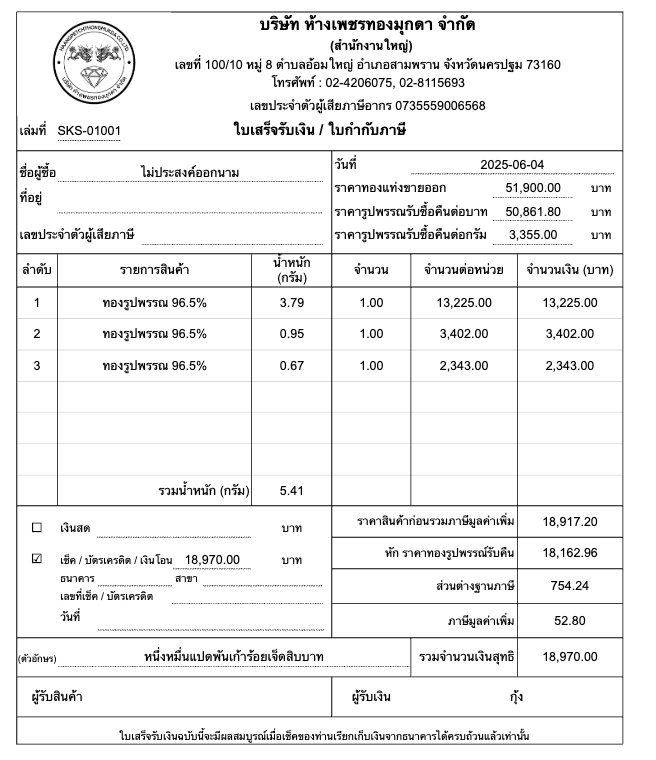 HAANGPETCHTHONGMUKDA CO.,LTD.
บริษัท ห้างเพชรทองมุกดา จำกัด
บริษัท ห้างเพชรทองมุกดา จำกัด
(สำนักงานใหญ่)
เลขที่ 100/10 หมู่ 8 ตำบลอ้อมใหญ่ อำเภอสามพราน จังหวัดนครปฐม 73160
โทรศัพท์ : 02-4206075, 02-8115693
เลขประจำตัวผู้เสียภาษีอากร 0735559006568
เล่มที่ SKS-01001 ใบเสร็จรับเงิน / ใบกำกับภาษี
ชื่อผู้ซื้อ ไม่ประสงค์ออกนาม
ที่อยู่
เลขประจำตัวผู้เสียภาษี
วันที่ 2025-06-04
ราคาทองแท่งขายออก 51,900.00 บาท
ราคารูปพรรณรับซื้อคืนต่อบาท 50,861.80 บาท
ราคารูปพรรณรับซื้อคืนต่อกรัม 3,355.00 บาท
ลำดับ รายการสินค้า น้ำหนัก (กรัม) จำนวน จำนวนต่อหน่วย จำนวนเงิน (บาท)
1 ทองรูปพรรณ 96.5% 3.79 1.00 13,225.00 13,225.00
2 ทองรูปพรรณ 96.5% 0.95 1.00 3,402.00 3,402.00
3 ทองรูปพรรณ 96.5% 0.67 1.00 2,343.00 2,343.00
รวมน้ำหนัก (กรัม) 5.41
☐ เงินสด บาท
☑ เช็ค / บัตรเครดิต / เงินโอน 18,970.00 บาท
ธนาคาร สาขา
เลขที่เช็ค / บัตรเครดิต
วันที่
ราคาสินค้าก่อนรวมภาษีมูลค่าเพิ่ม 18,917.20
หัก ราคาทองรูปพรรณรับคืน 18,162.96
ส่วนต่างฐานภาษี 754.24
ภาษีมูลค่าเพิ่ม 52.80
(ตัวอักษร) หนึ่งหมื่นแปดพันเก้าร้อยเจ็ดสิบบาท รวมจำนวนเงินสุทธิ 18,970.00
ผู้รับสินค้า ผู้รับเงิน กุ้ง
ใบเสร็จรับเงินฉบับนี้จะมีผลสมบูรณ์เมื่อเช็คของท่านเรียกเก็บเงินจากธนาคารได้ครบถ้วนแล้วเท่านั้น